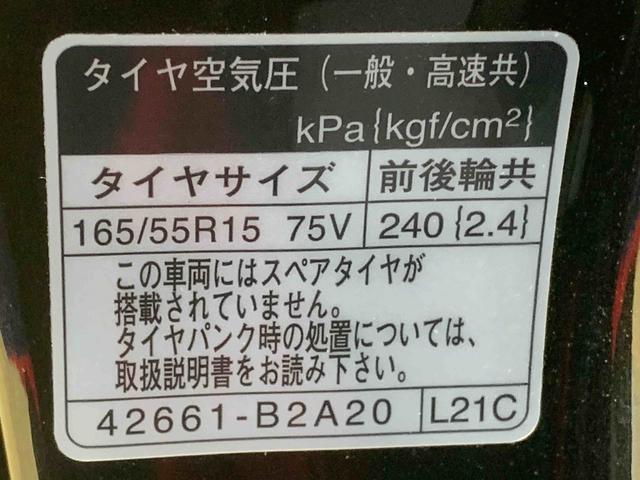 タイヤ空気圧（一般・高速共）
kPa{kgf/cm²}
タイヤサイズ 前後輪共
165/55R15 75V 240{2.4}
この車両にはスペアタイヤが
搭載されていません。
タイヤパンク時の処置については、
取扱説明書をお読み下さい。
42661-B2A20 L21C